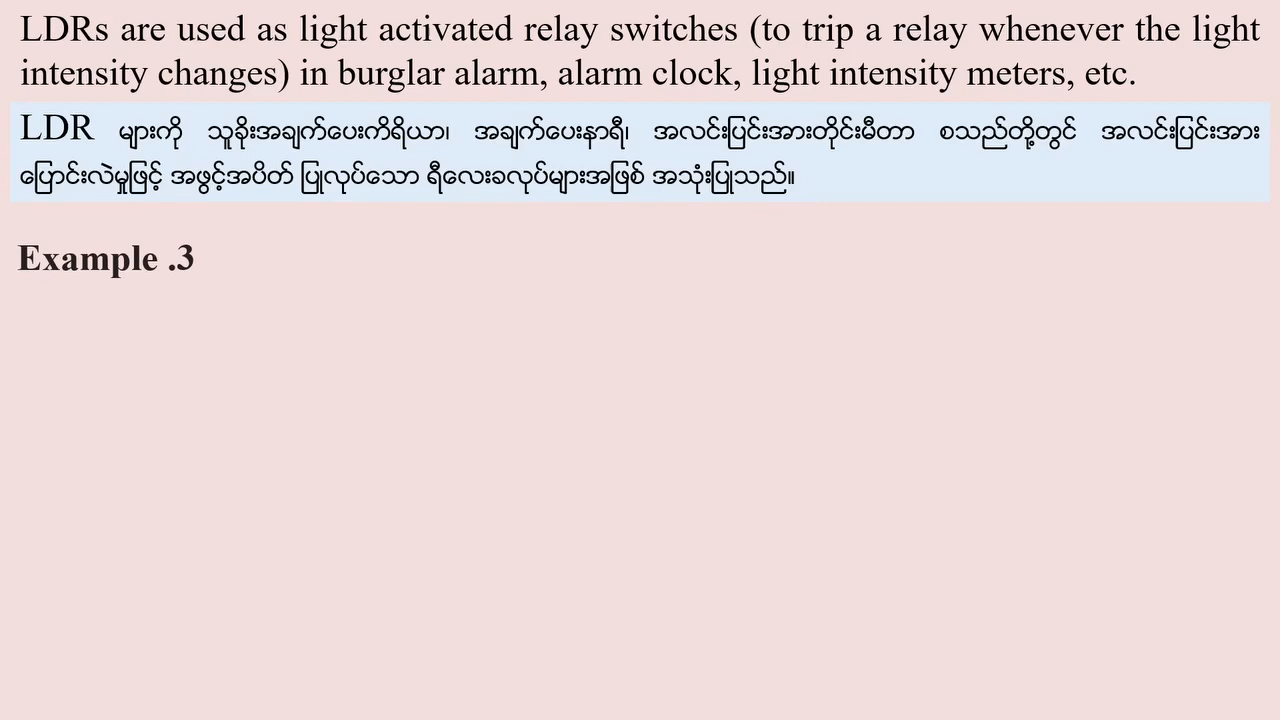 LDRs are used as light activated relay switches (to trip a relay whenever the light
intensity changes) in burglar alarm, alarm clock, light intensity meters, etc.
LDR များကို သူခိုးအချက်ပေးကိရိယာ၊ အချက်ပေးနာရီ၊ အလင်းပြင်းအားတိုင်းမီတာ စသည်တို့တွင် အလင်းပြင်းအား
ပြောင်းလဲမှုဖြင့် အဖွင့်အပိတ် ပြုလုပ်သော ရီလေးခလုပ်များအဖြစ် အသုံးပြုသည်။
Example .3